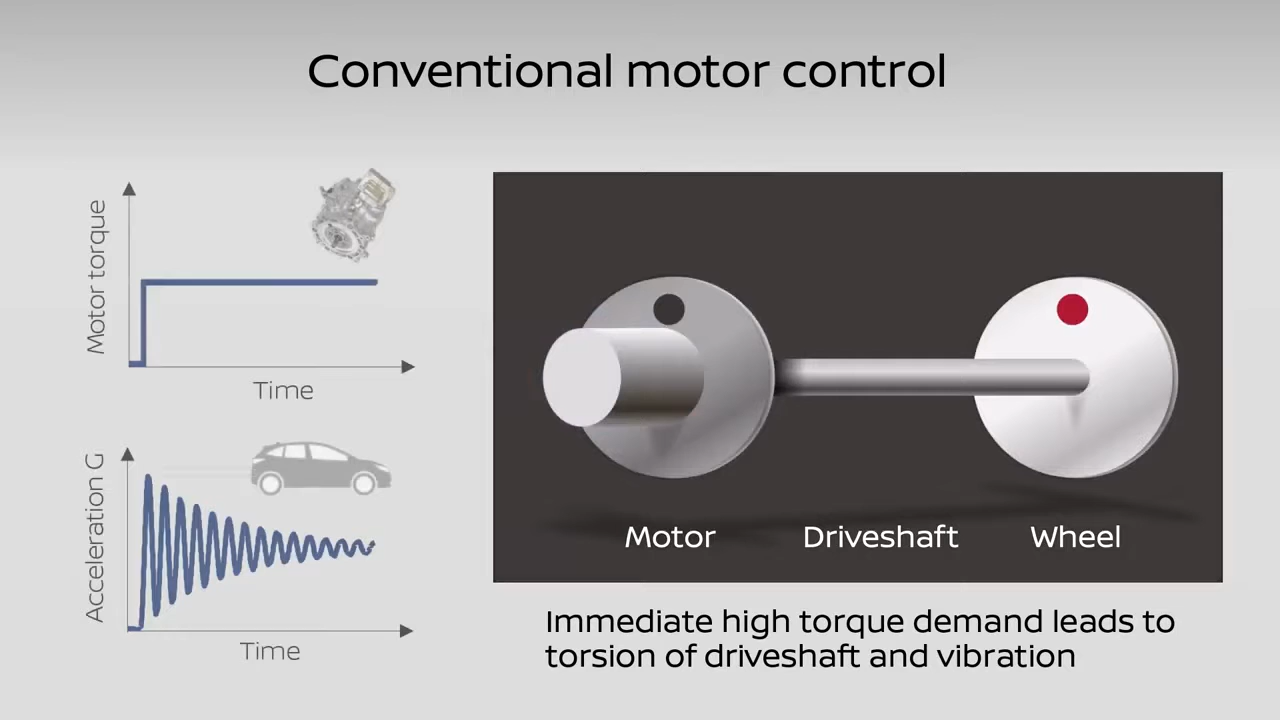 Conventional motor control
Motor torque
Time
Acceleration G
Time
Motor
Driveshaft
Wheel
Immediate high torque demand leads to
torsion of driveshaft and vibration